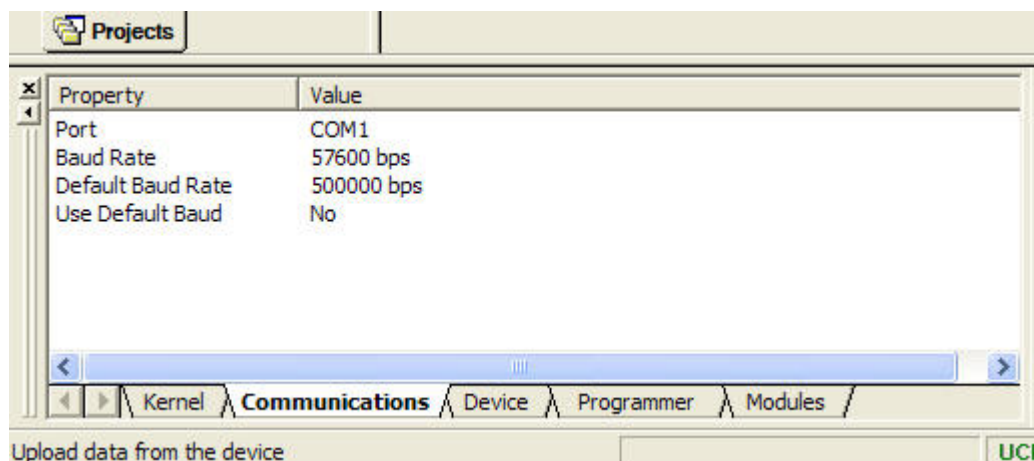 Projects
Property Value
Port COM1
Baud Rate 57600 bps
Default Baud Rate 500000 bps
Use Default Baud No
Kernel Communications Device Programmer Modules
Upload data from the device